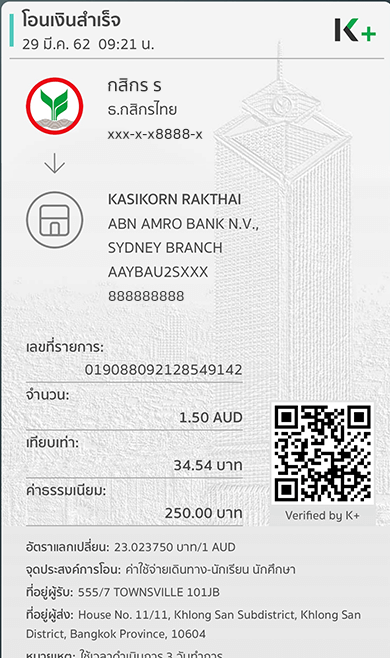 โอนเงินสำเร็จ
29 มี.ค. 62 09:21 น.
K+
กสิกร ร
ธ.กสิกรไทย
xxx-x-x8888-x
KASIKORN RAKTHAI
ABN AMRO BANK N.V.,
SYDNEY BRANCH
AAYBAU2SXXX
888888888
เลขที่รายการ:
019088092128549142
จำนวน:
1.50 AUD
เทียบเท่า:
34.54 บาท
ค่าธรรมเนียม:
250.00 บาท
Verified by K+
อัตราแลกเปลี่ยน: 23.023750 บาท/1 AUD
จุดประสงค์การโอน: ค่าใช้จ่ายเดินทาง-นักเรียน นักศึกษา
ที่อยู่ผู้รับ: 555/7 TOWNSVILLE 101JB
ที่อยู่ผู้ส่ง: House No. 11/11, Khlong San Subdistrict, Khlong San
District, Bangkok Province, 10604
หมายเหตุ: ใช้เวลาดำเนินการ 3 วันทำการ